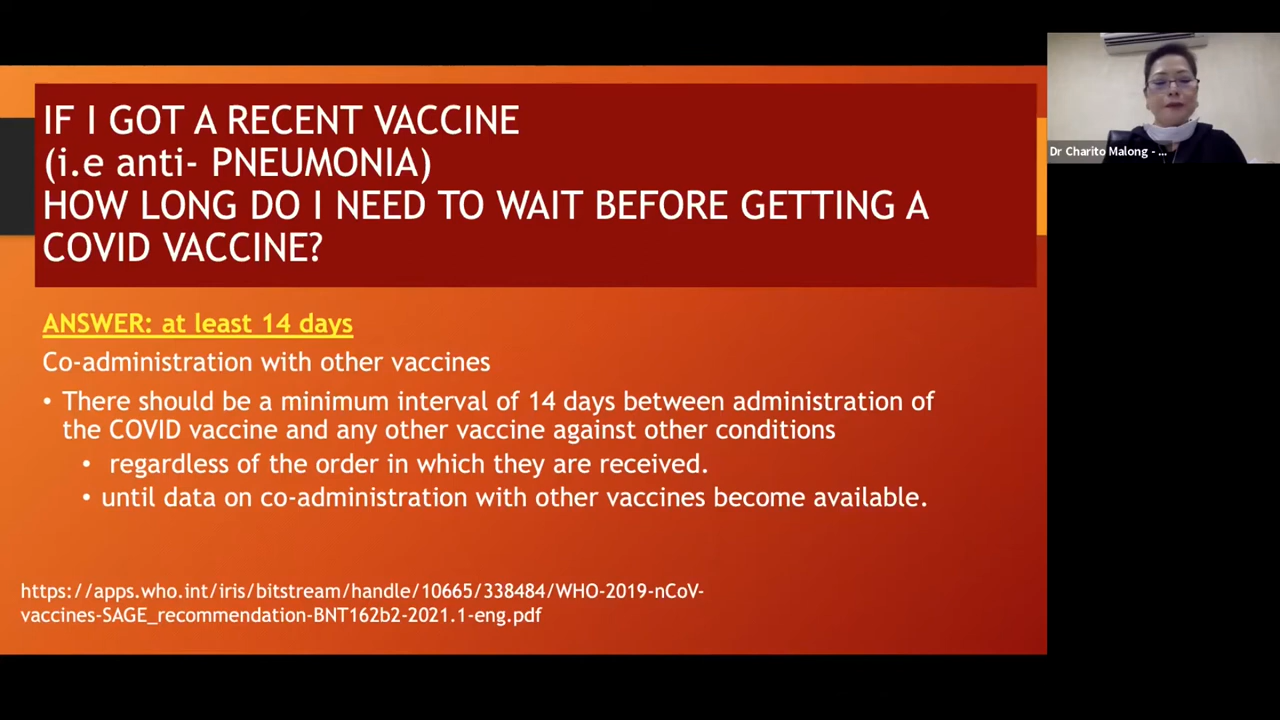 IF I GOT A RECENT VACCINE
(i.e anti- PNEUMONIA)
HOW LONG DO I NEED TO WAIT BEFORE GETTING A
COVID VACCINE?
ANSWER: at least 14 days
Co-administration with other vaccines
• There should be a minimum interval of 14 days between administration of
the COVID vaccine and any other vaccine against other conditions
• regardless of the order in which they are received.
• until data on co-administration with other vaccines become available.
https://apps.who.int/iris/bitstream/handle/10665/338484/WHO-2019-nCoV-
vaccines-SAGE_recommendation-BNT162b2-2021.1-eng.pdf
Dr Charito Malong - ...